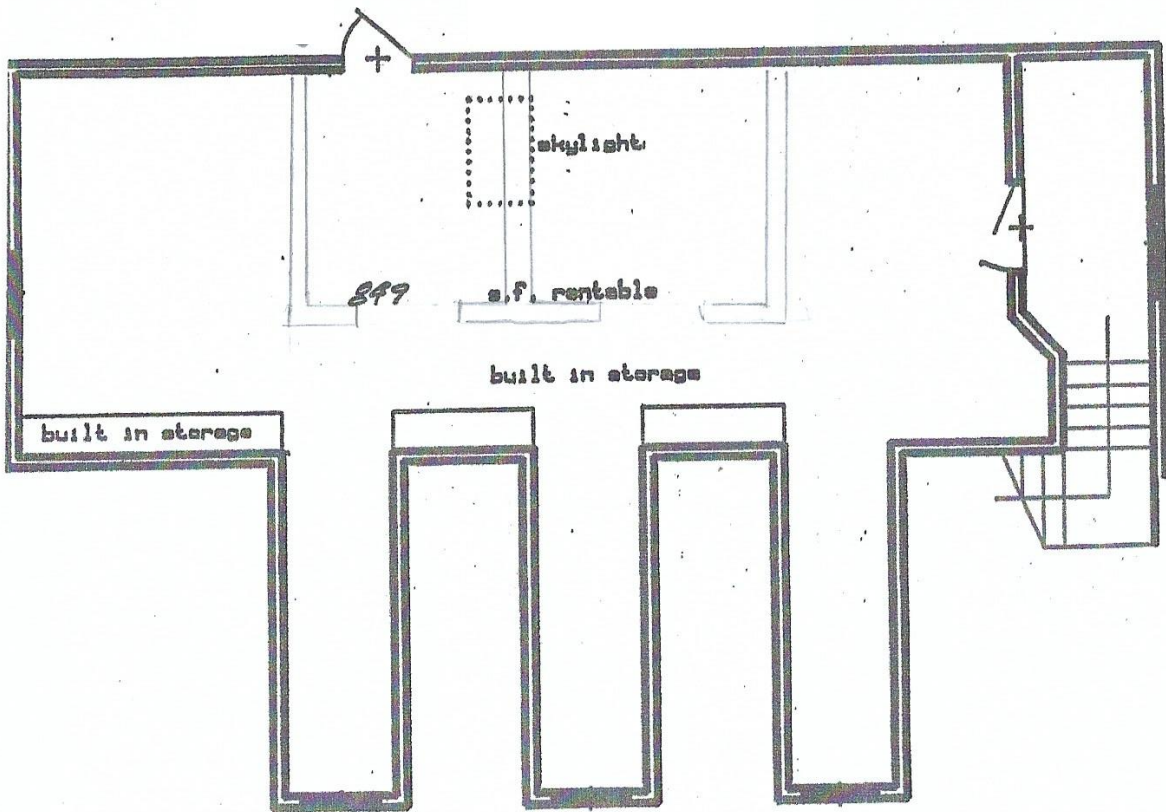 skylight
849 s.f. rentable
built in storage
built in storage